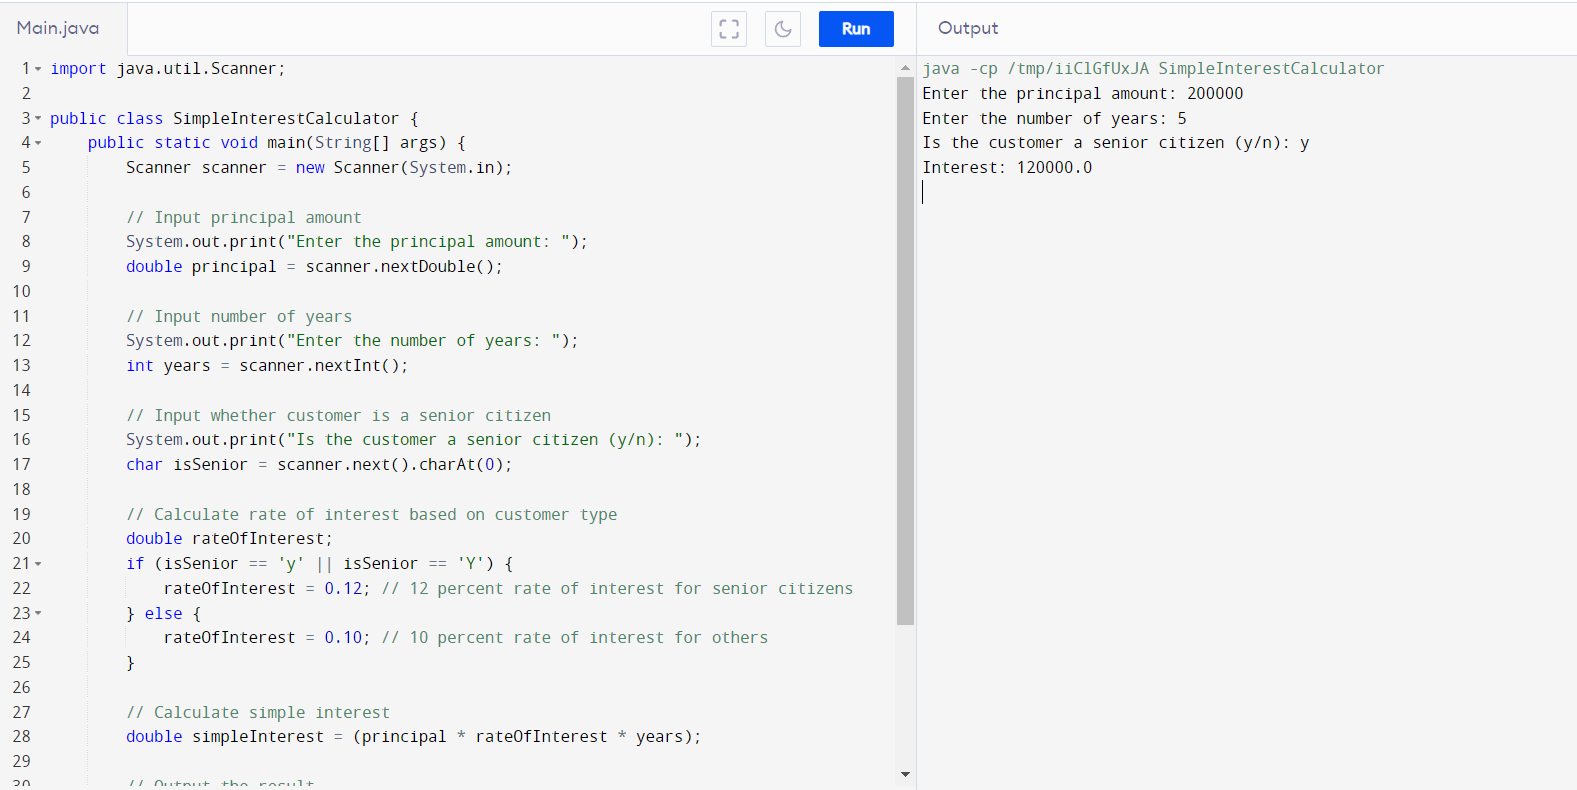 Main.java
Run
Output
1 import java.util.Scanner;
2
3 public class SimpleInterestCalculator {
4     public static void main(String[] args) {
5         Scanner scanner = new Scanner(System.in);
6
7         // Input principal amount
8         System.out.print("Enter the principal amount: ");
9         double principal = scanner.nextDouble();
10
11         // Input number of years
12         System.out.print("Enter the number of years: ");
13         int years = scanner.nextInt();
14
15         // Input whether customer is a senior citizen
16         System.out.print("Is the customer a senior citizen (y/n): ");
17         char isSenior = scanner.next().charAt(0);
18
19         // Calculate rate of interest based on customer type
20         double rateOfInterest;
21         if (isSenior == 'y' || isSenior == 'Y') {
22             rateOfInterest = 0.12; // 12 percent rate of interest for senior citizens
23         } else {
24             rateOfInterest = 0.10; // 10 percent rate of interest for others
25         }
26
27         // Calculate simple interest
28         double simpleInterest = (principal * rateOfInterest * years);
29
30         // Output the result
java -cp /tmp/iiClGfUxJA SimpleInterestCalculator
Enter the principal amount: 200000
Enter the number of years: 5
Is the customer a senior citizen (y/n): y
Interest: 120000.0